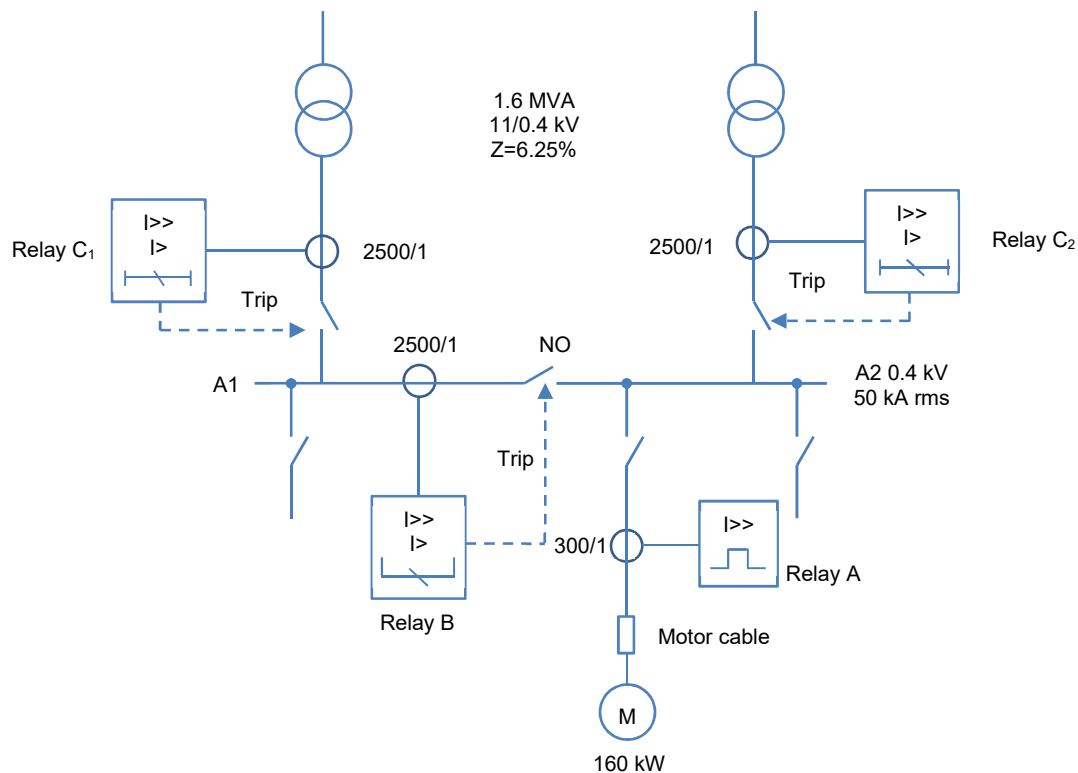 1.6 MVA
11/0.4 kV
Z=6.25%
I>>
I>
Relay C₁
2500/1
Trip
2500/1
I>>
I>
Relay C₂
Trip
2500/1
NO
A1
A2 0.4 kV
50 kA rms
Trip
I>>
I>
Relay B
300/1
I>>
Relay A
Motor cable
M
160 kW